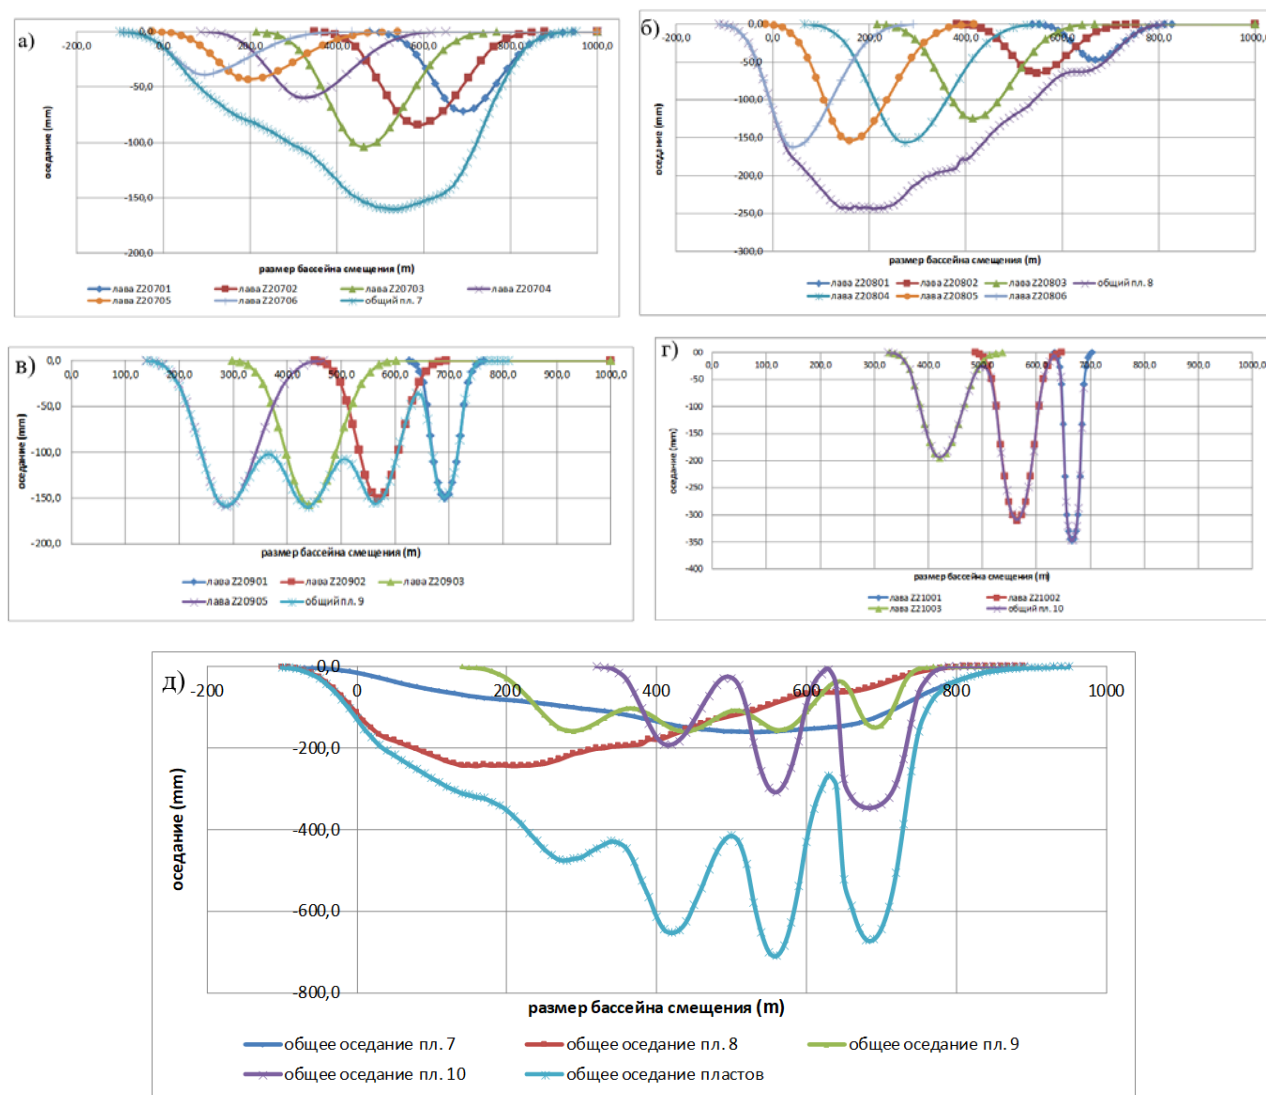 а)
-200,0 0,0 200,0 400,0 600,0 800,0 1000,0
0,0
-50,0
-100,0
-150,0
-200,0
оседание (mm)
размер бассейна смещения (m)
лава Z20701 лава Z20702 лава Z20703 лава Z20704
лава Z20705 лава Z20706 общий пл. 7
б)
-200,0 0,0 200,0 400,0 600,0 800,0 1000,0
0,0
-50,0
-100,0
-150,0
-200,0
-250,0
-300,0
оседание (mm)
размер бассейна смещения (m)
лава Z20801 лава Z20802 лава Z20803 общий пл. 8
лава Z20804 лава Z20805 лава Z20806
в)
0,0
0,0 100,0 200,0 300,0 400,0 500,0 600,0 700,0 800,0 900,0 1000,0
-50,0
-100,0
-150,0
-200,0
оседание (mm)
размер бассейна смещения (m)
лава Z20901 лава Z20902 лава Z20903
лава Z20905 общий пл. 9
г)
00
0,0 100,0 200,0 300,0 400,0 500,0 600,0 700,0 800,0 900,0 1000,0
-50
-100
-150
-200
-250
-300
-350
-400
оседание (mm)
размер бассейна смещения (m)
лава Z21001 лава Z21002
лава Z21003 общий пл. 10
д)
0,0
-200 0 200 400 600 800 1000
-200,0
-400,0
-600,0
-800,0
оседание (mm)
размер бассейна смещения (m)
общее оседание пл. 7 общее оседание пл. 8 общее оседание пл. 9
общее оседание пл. 10 общее оседание пластов